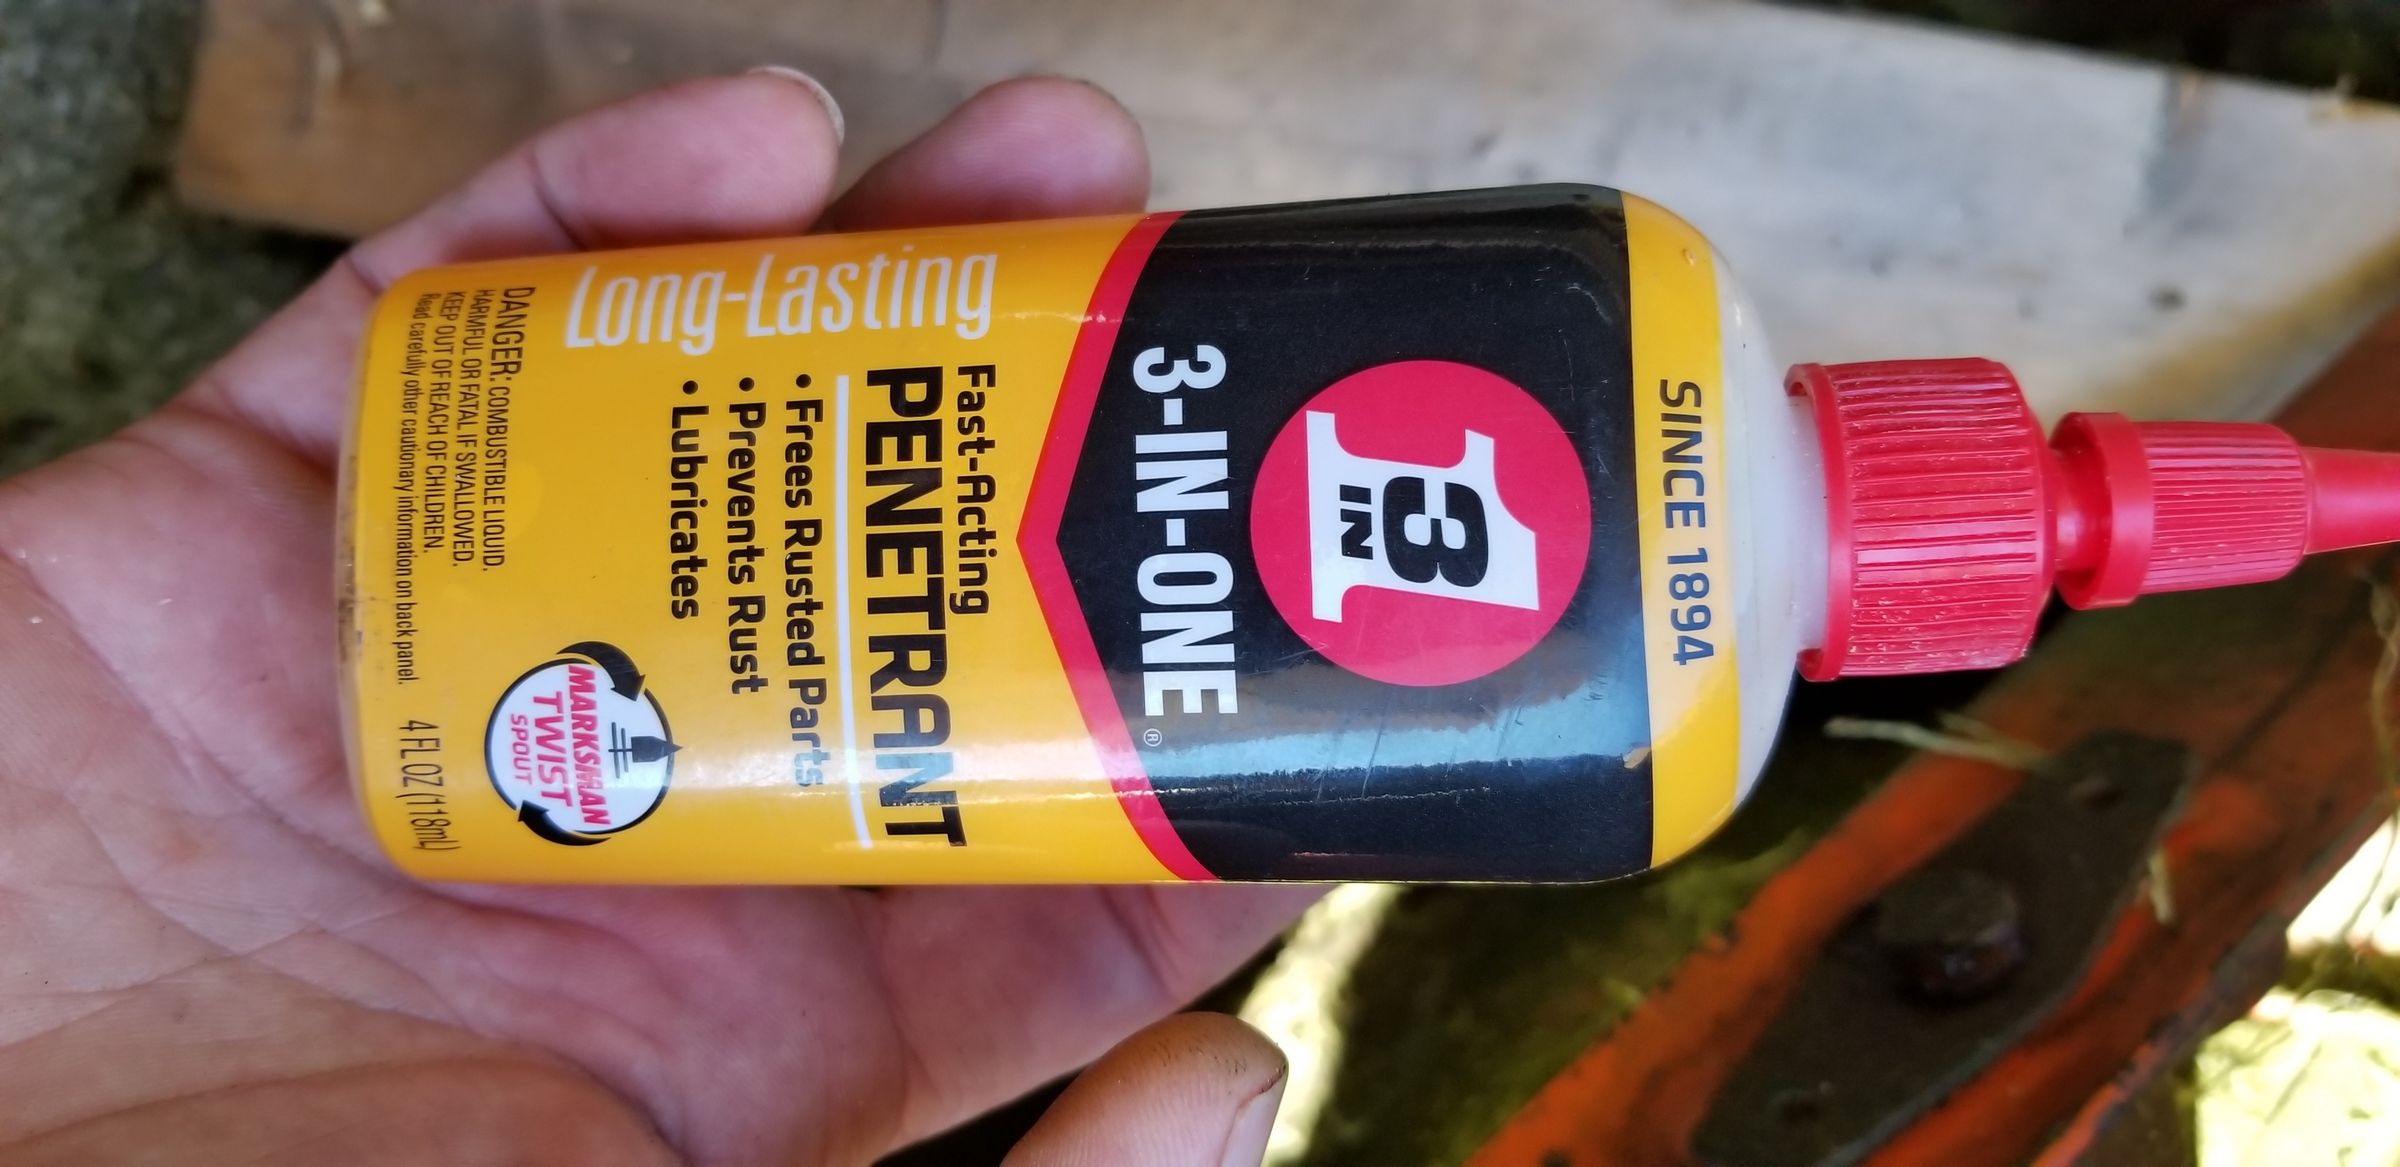 SINCE 1894
3
IN
1
3-IN-ONE®
Fast-Acting
PENETRANT
• Frees Rusted Parts
• Prevents Rust
• Lubricates
Long-Lasting
MARKSMAN
TWIST
SPOUT
DANGER: COMBUSTIBLE LIQUID.
HARMFUL OR FATAL IF SWALLOWED.
KEEP OUT OF REACH OF CHILDREN.
Read carefully other cautionary information on back panel.
4 FL OZ (118mL)